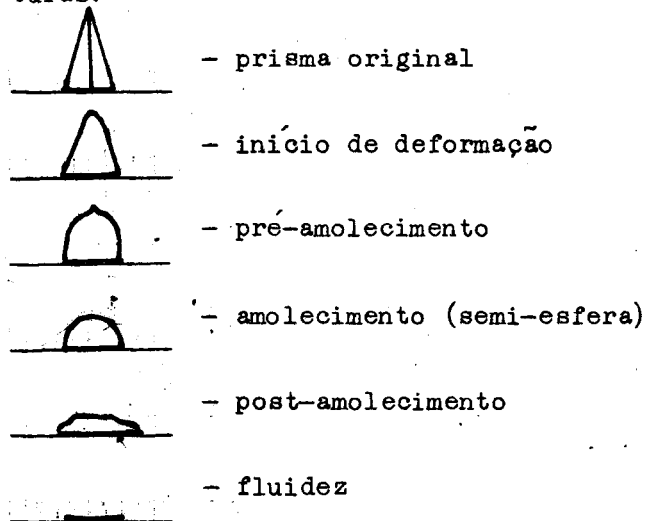 - prisma original
- início de deformação
- pré-amolecimento
- amolecimento (semi-esfera)
- post-amolecimento
- fluidez